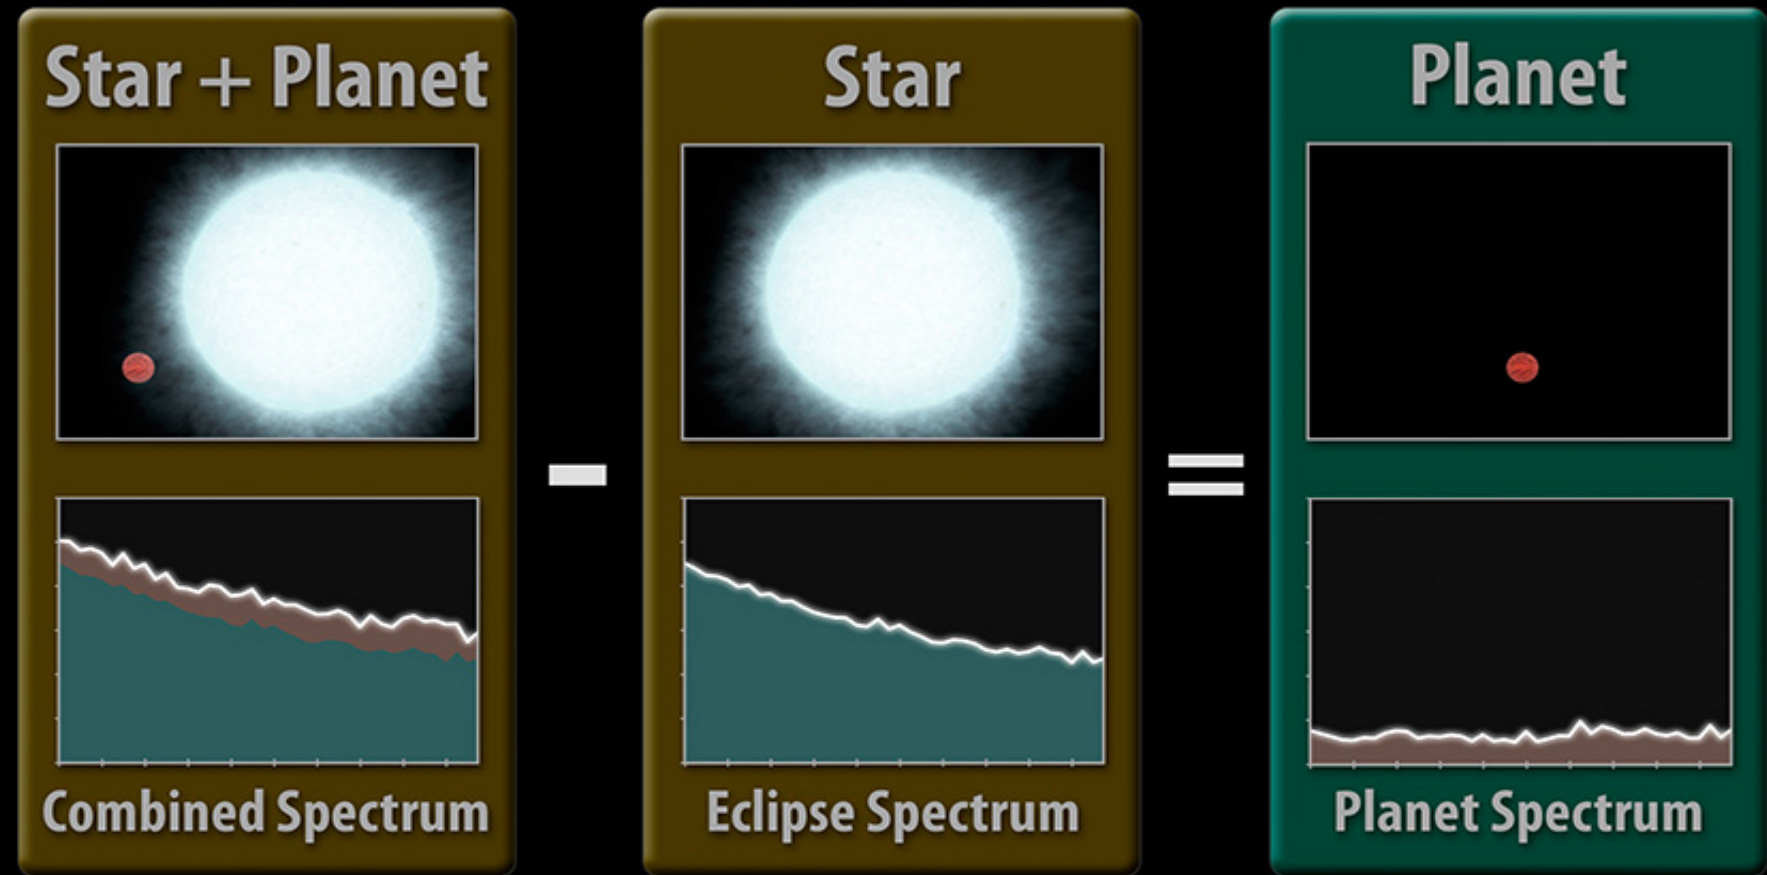 Star + Planet
Combined Spectrum
-
Star
Eclipse Spectrum
=
Planet
Planet Spectrum